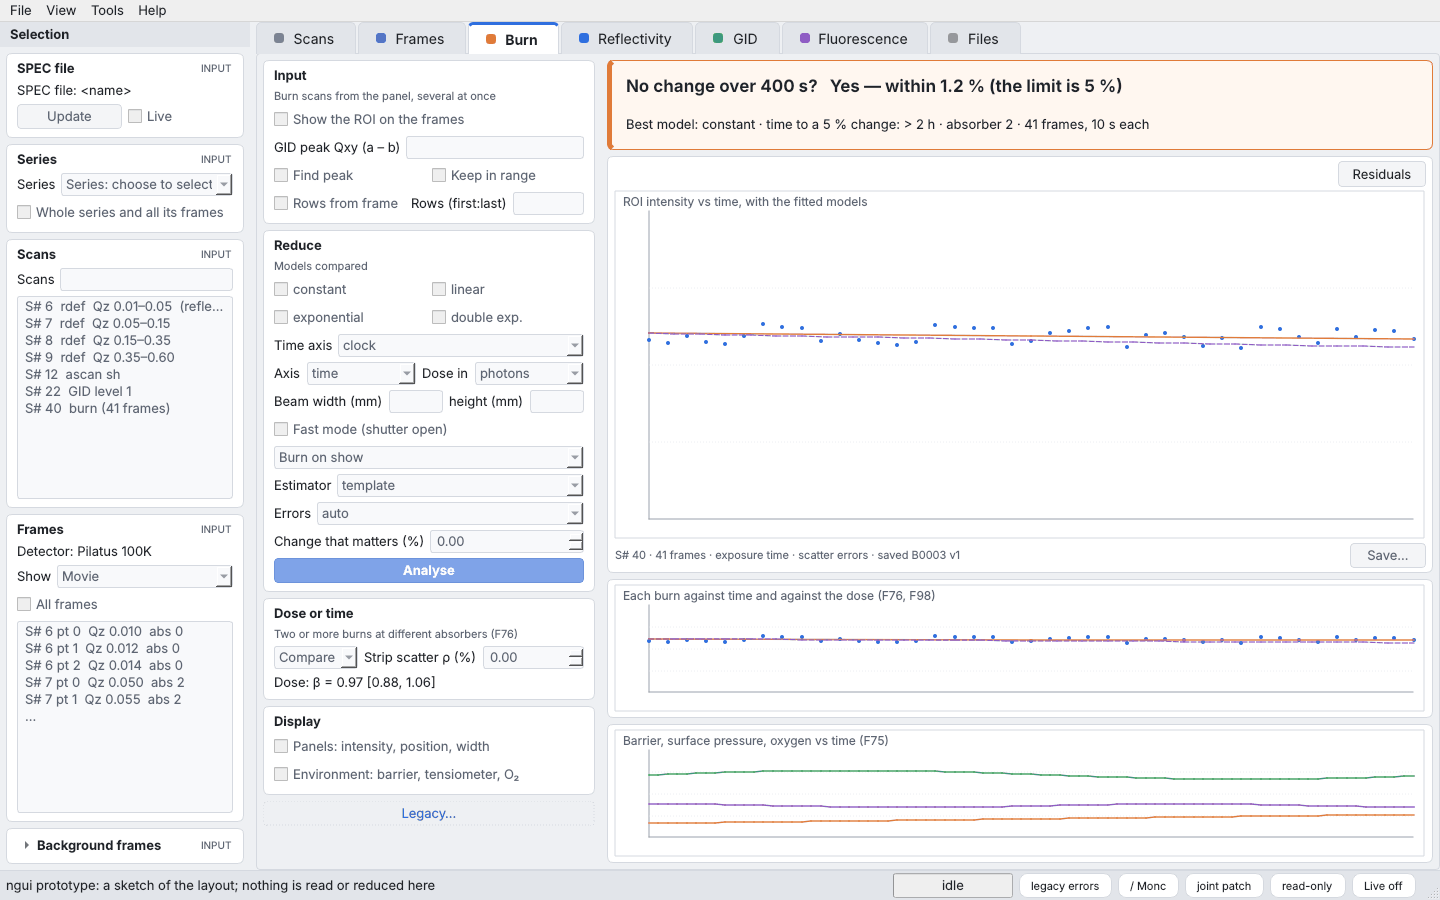 File View Tools Help
Selection
SPEC file INPUT
SPEC file: <name>
Update Live
Series INPUT
Series Series: choose to select
Whole series and all its frames
Scans INPUT
Scans
S# 6 rdef Qz 0.01–0.05 (refle...
S# 7 rdef Qz 0.05–0.15
S# 8 rdef Qz 0.15–0.35
S# 9 rdef Qz 0.35–0.60
S# 12 ascan sh
S# 22 GID level 1
S# 40 burn (41 frames)
Frames INPUT
Detector: Pilatus 100K
Show Movie
All frames
S# 6 pt 0 Qz 0.010 abs 0
S# 6 pt 1 Qz 0.012 abs 0
S# 6 pt 2 Qz 0.014 abs 0
S# 7 pt 0 Qz 0.050 abs 2
S# 7 pt 1 Qz 0.055 abs 2
...
Background frames INPUT
Scans Frames Burn Reflectivity GID Fluorescence Files
Input
Burn scans from the panel, several at once
Show the ROI on the frames
GID peak Qxy (a – b)
Find peak Keep in range
Rows from frame Rows (first:last)
Reduce
Models compared
constant linear
exponential double exp.
Time axis clock
Axis time Dose in photons
Beam width (mm) height (mm)
Fast mode (shutter open)
Burn on show
Estimator template
Errors auto
Change that matters (%) 0.00
Analyse
Dose or time
Two or more burns at different absorbers (F76)
Compare Strip scatter ρ (%) 0.00
Dose: β = 0.97 [0.88, 1.06]
Display
Panels: intensity, position, width
Environment: barrier, tensiometer, O₂
Legacy...
No change over 400 s? Yes — within 1.2 % (the limit is 5 %)
Best model: constant · time to a 5 % change: > 2 h · absorber 2 · 41 frames, 10 s each
Residuals
ROI intensity vs time, with the fitted models
S# 40 · 41 frames · exposure time · scatter errors · saved B0003 v1
Save...
Each burn against time and against the dose (F76, F98)
Barrier, surface pressure, oxygen vs time (F75)
ngui prototype: a sketch of the layout; nothing is read or reduced here
idle legacy errors / Monc joint patch read-only Live off